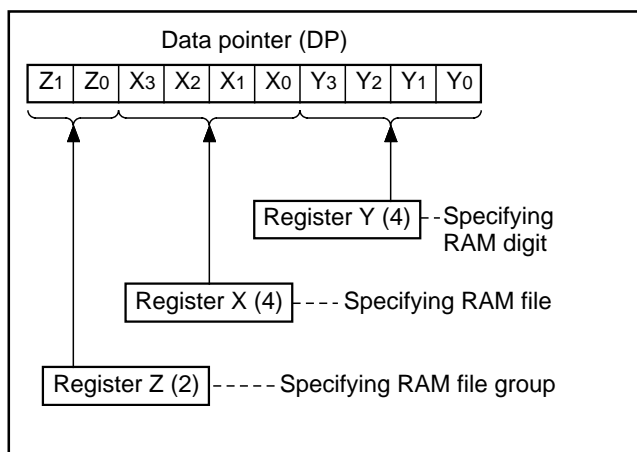 Data pointer (DP)
Z1 Z0 X3 X2 X1 X0 Y3 Y2 Y1 Y0
Register Y (4) Specifying
RAM digit
Register X (4) Specifying RAM file
Register Z (2) Specifying RAM file group